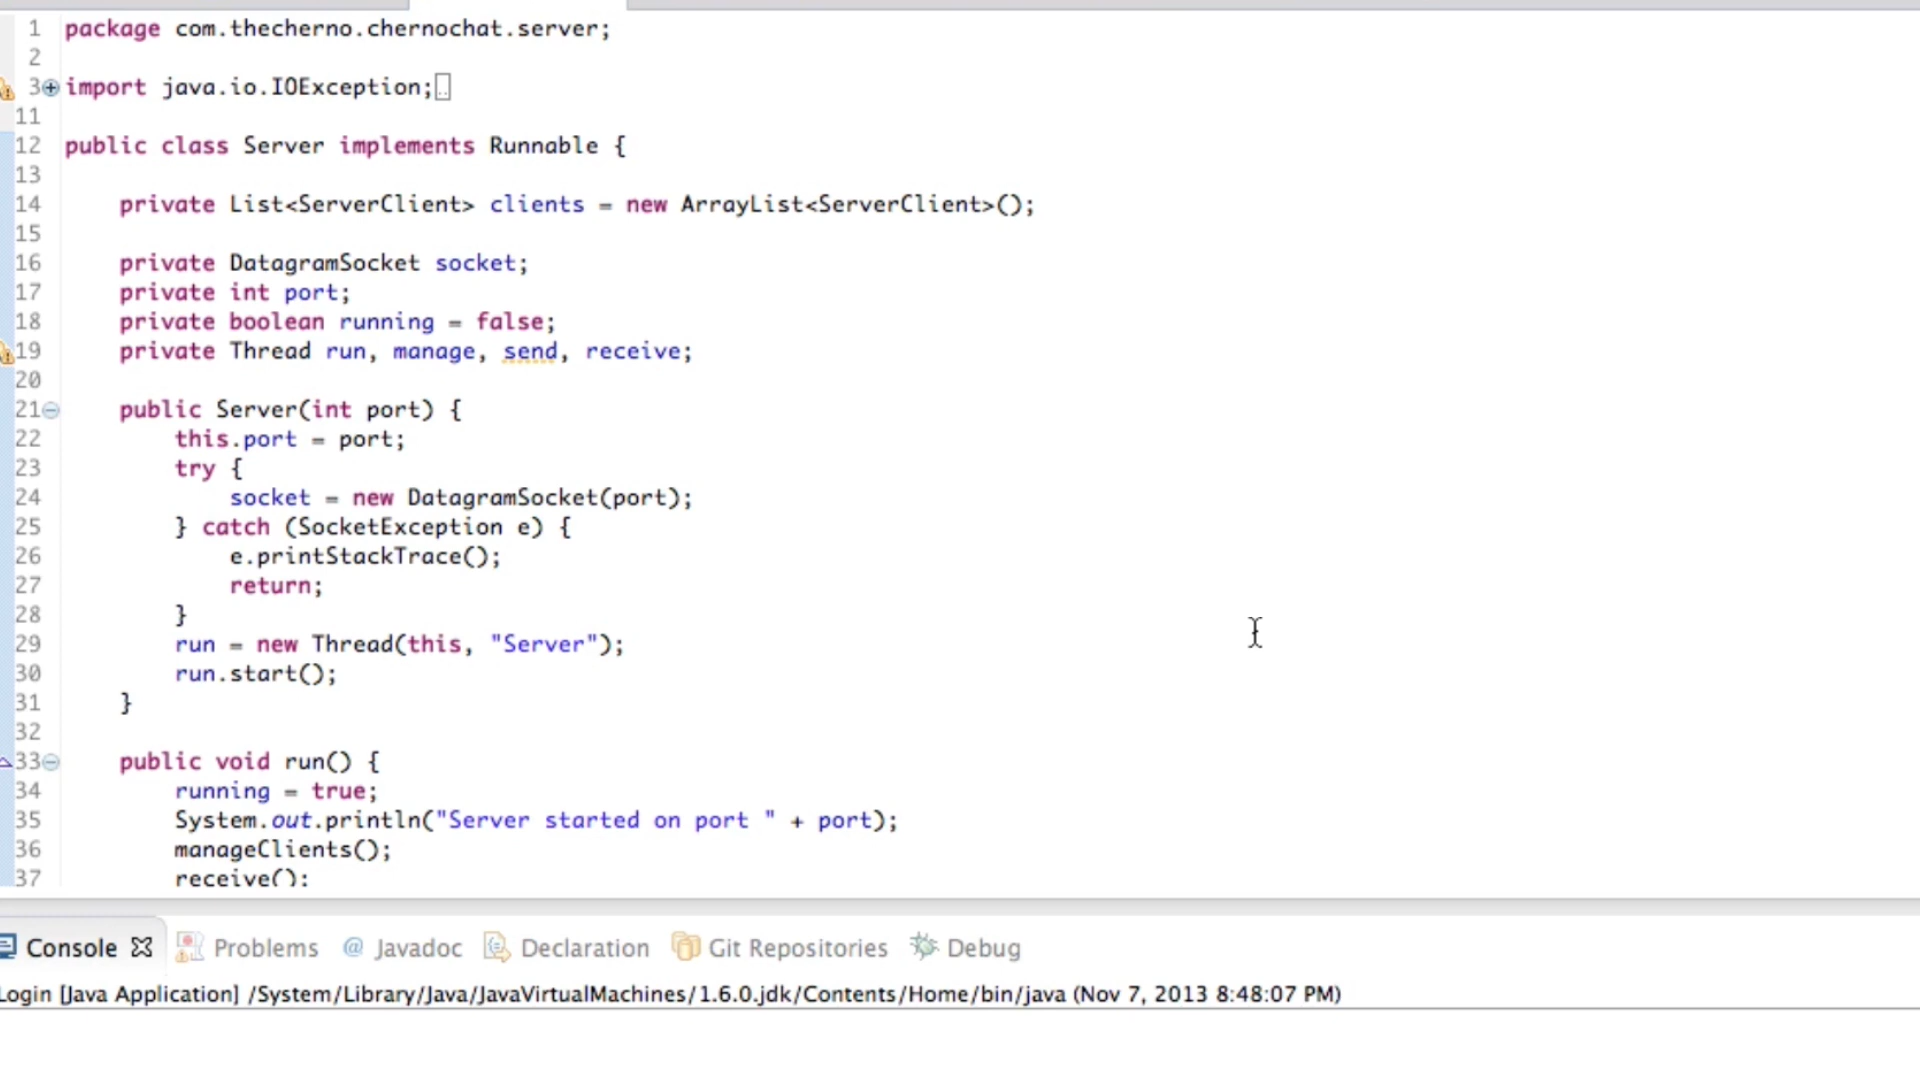 1 package com.thecherno.chernochat.server;
2
3 import java.io.IOException;
11
12 public class Server implements Runnable {
13
14 private List<ServerClient> clients = new ArrayList<ServerClient>();
15
16 private DatagramSocket socket;
17 private int port;
18 private boolean running = false;
19 private Thread run, manage, send, receive;
20
21 public Server(int port) {
22 this.port = port;
23 try {
24 socket = new DatagramSocket(port);
25 } catch (SocketException e) {
26 e.printStackTrace();
27 return;
28 }
29 run = new Thread(this, "Server");
30 run.start();
31 }
32
33 public void run() {
34 running = true;
35 System.out.println("Server started on port " + port);
36 manageClients();
37 receive();
Console Problems @ Javadoc Declaration Git Repositories Debug
Login [Java Application] /System/Library/Java/JavaVirtualMachines/1.6.0.jdk/Contents/Home/bin/java (Nov 7, 2013 8:48:07 PM)